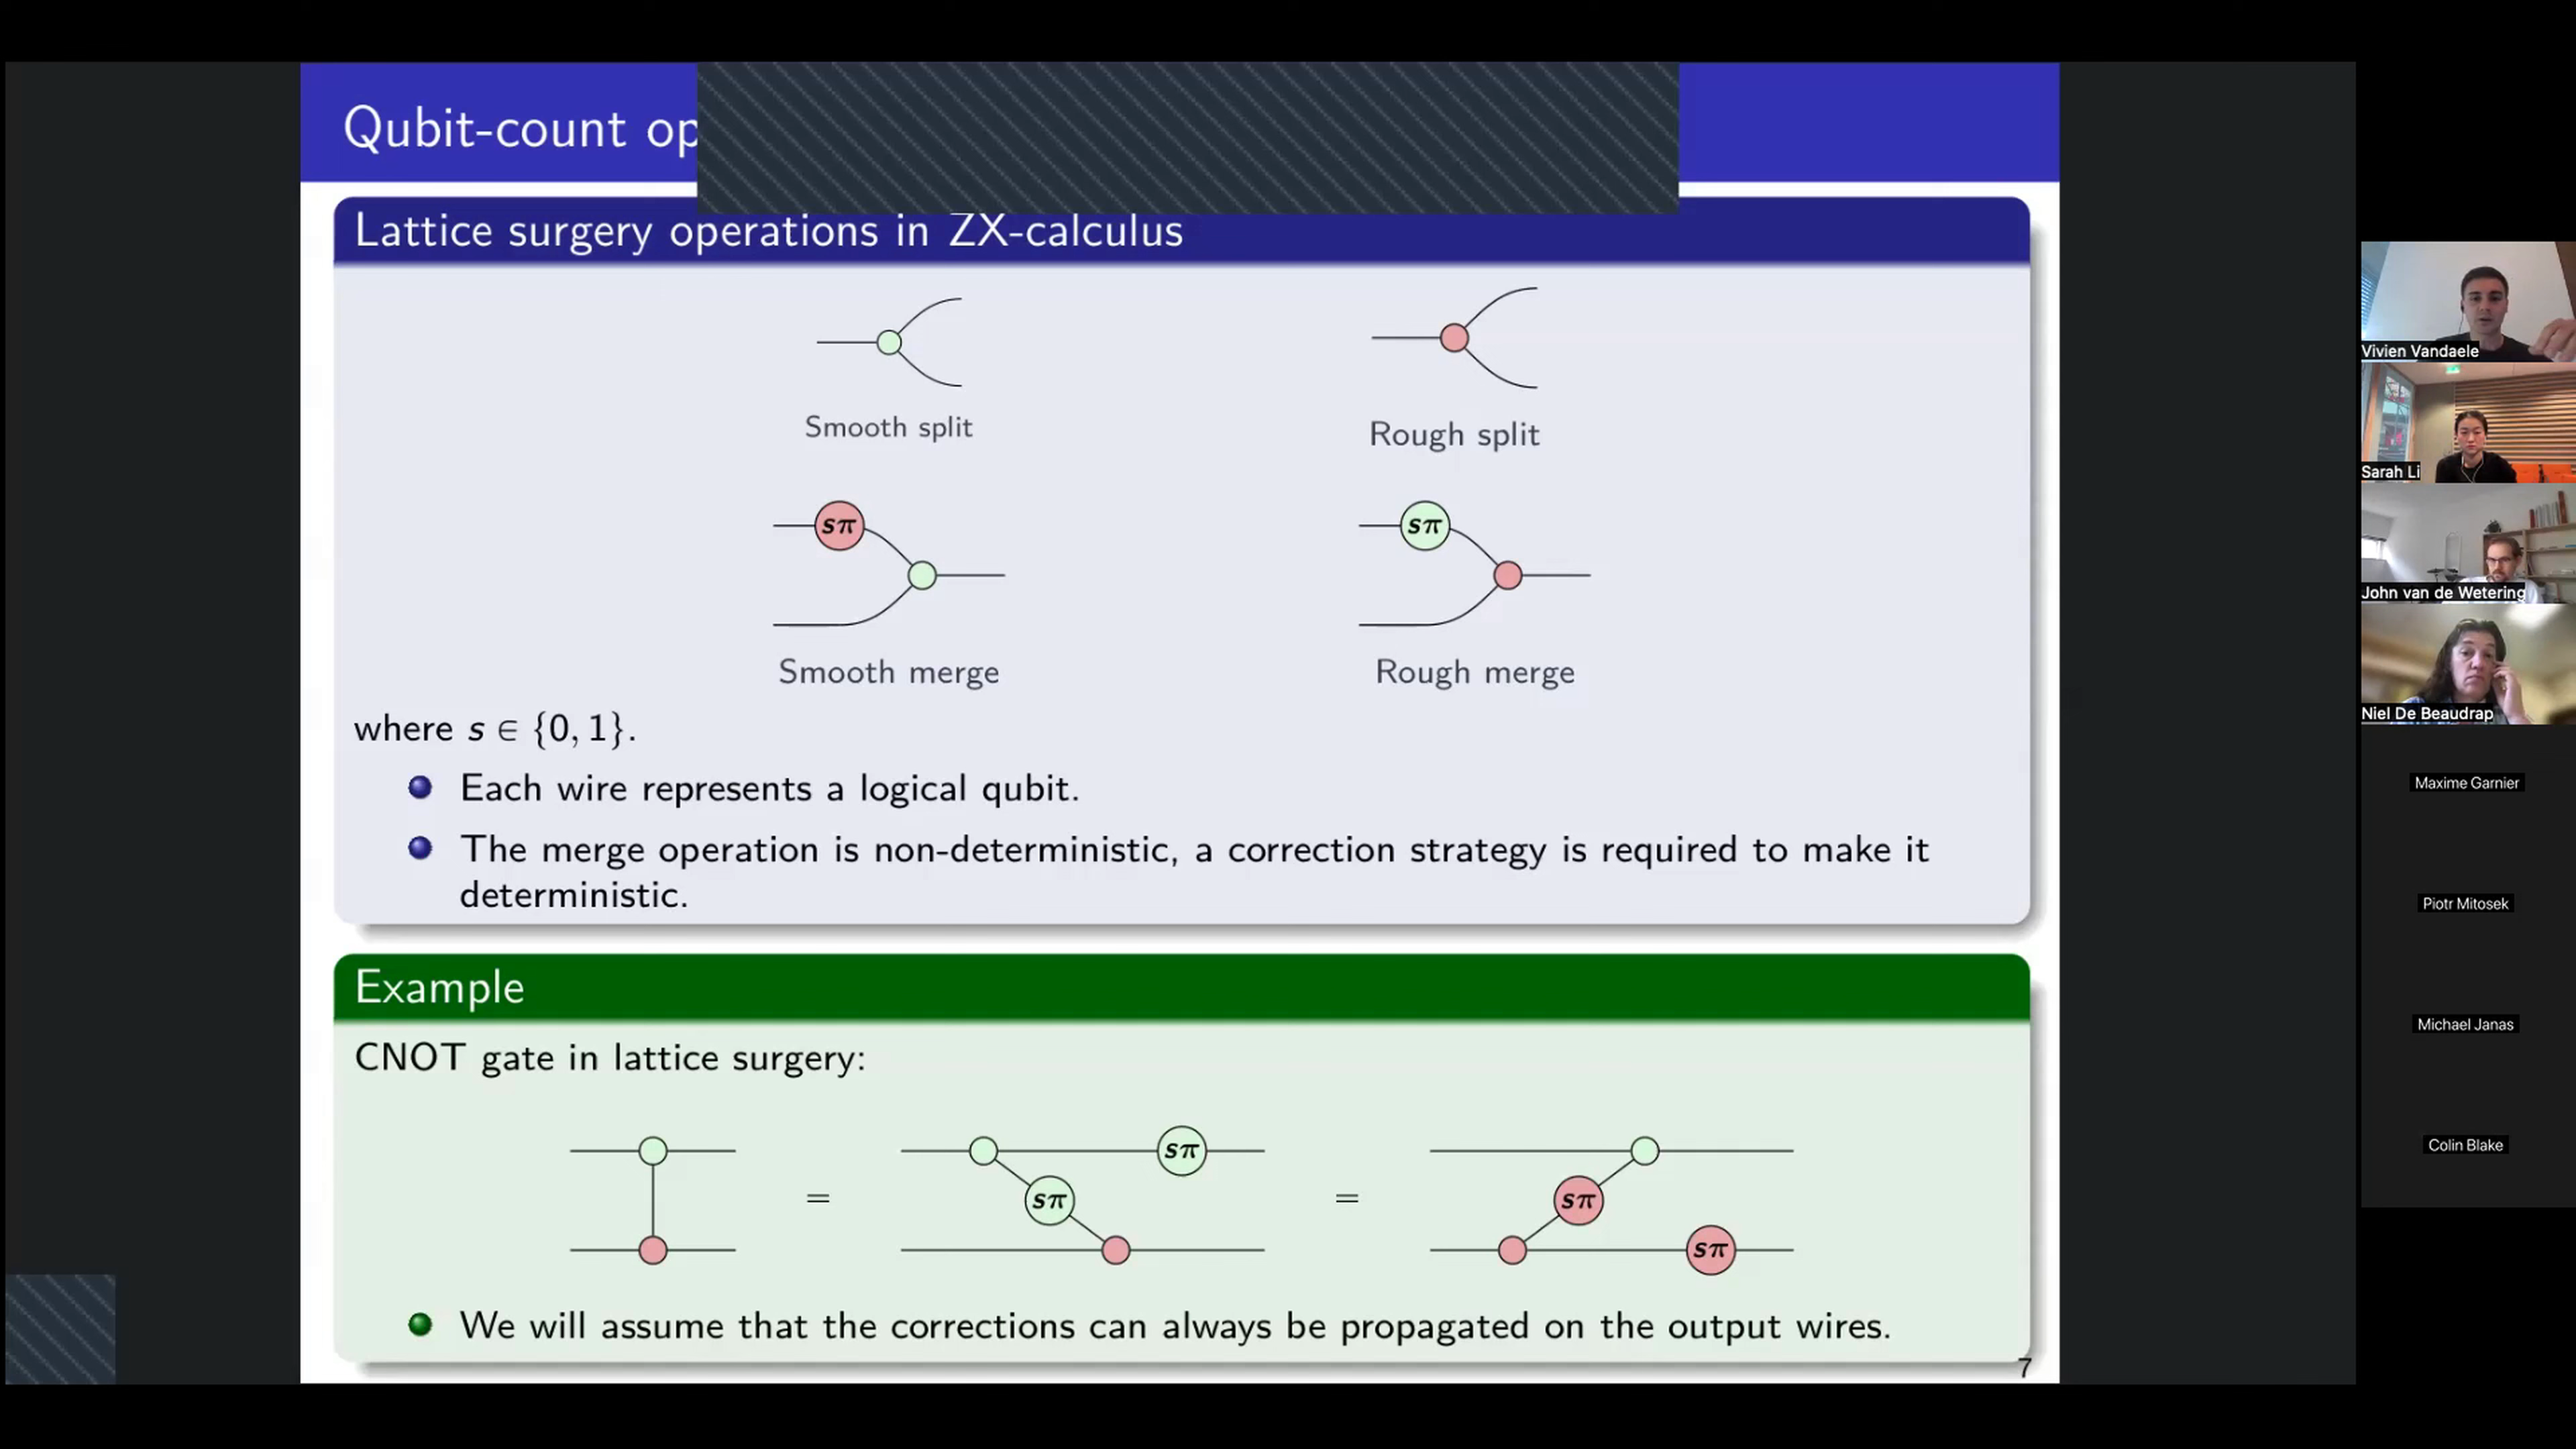 Qubit-count op
Lattice surgery operations in ZX-calculus
Smooth split
Rough split
sπ
sπ
Smooth merge
Rough merge
where s ∈ {0, 1}.
Each wire represents a logical qubit.
The merge operation is non-deterministic, a correction strategy is required to make it
deterministic.
Example
CNOT gate in lattice surgery:
sπ
= sπ = sπ
sπ
We will assume that the corrections can always be propagated on the output wires.
7
Vivien Vandaele
Sarah Li
John van de Wetering
Niel De Beaudrap
Maxime Garnier
Piotr Mitosek
Michael Janas
Colin Blake